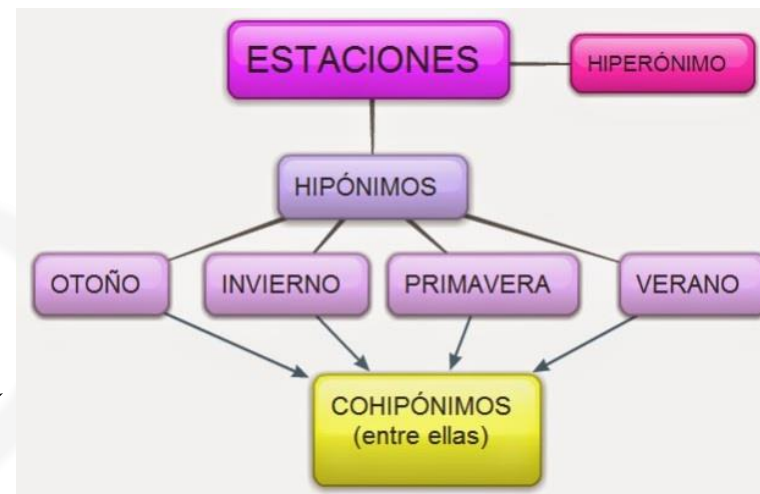 ESTACIONES
HIPERÓNIMO
HIPÓNIMOS
OTOÑO
INVIERNO
PRIMAVERA
VERANO
COHIPÓNIMOS
(entre ellas)